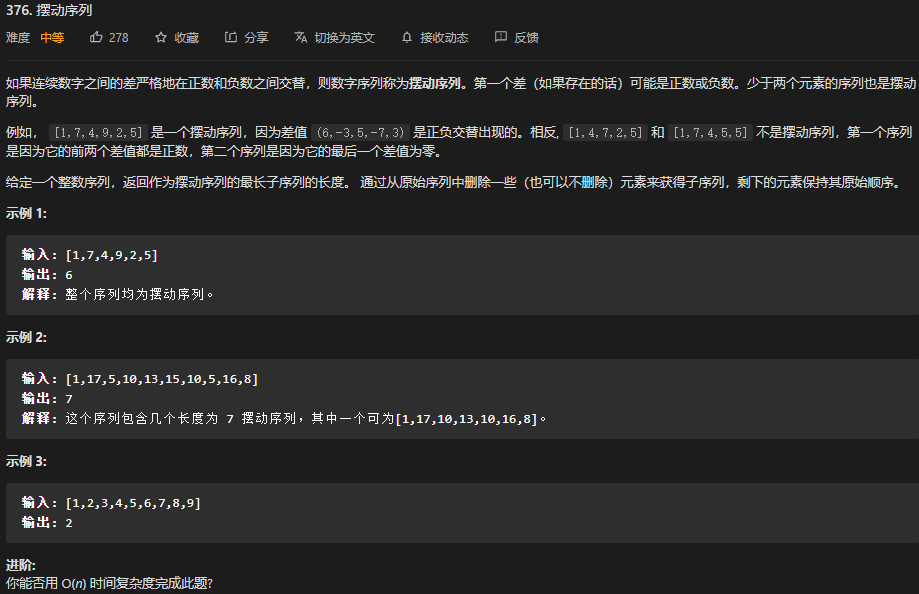 376. 摆动序列
难度 中等 278 收藏 分享 切换为英文 接收动态 反馈
如果连续数字之间的差严格地在正数和负数之间交替，则数字序列称为摆动序列。第一个差（如果存在的话）可能是正数或负数。少于两个元素的序列也是摆动
序列。
例如， [1,7,4,9,2,5] 是一个摆动序列，因为差值 (6,-3,5,-7,3) 是正负交替出现的。相反, [1,4,7,2,5] 和 [1,7,4,5,5] 不是摆动序列，第一个序列
是因为它的前两个差值都是正数，第二个序列是因为它的最后一个差值为零。
给定一个整数序列，返回作为摆动序列的最长子序列的长度。 通过从原始序列中删除一些（也可以不删除）元素来获得子序列，剩下的元素保持其原始顺序。
示例 1:
输入: [1,7,4,9,2,5]
输出: 6
解释: 整个序列均为摆动序列。
示例 2:
输入: [1,17,5,10,13,15,10,5,16,8]
输出: 7
解释: 这个序列包含几个长度为 7 摆动序列，其中一个可为[1,17,10,13,10,16,8]。
示例 3:
输入: [1,2,3,4,5,6,7,8,9]
输出: 2
进阶:
你能否用 O(n) 时间复杂度完成此题?